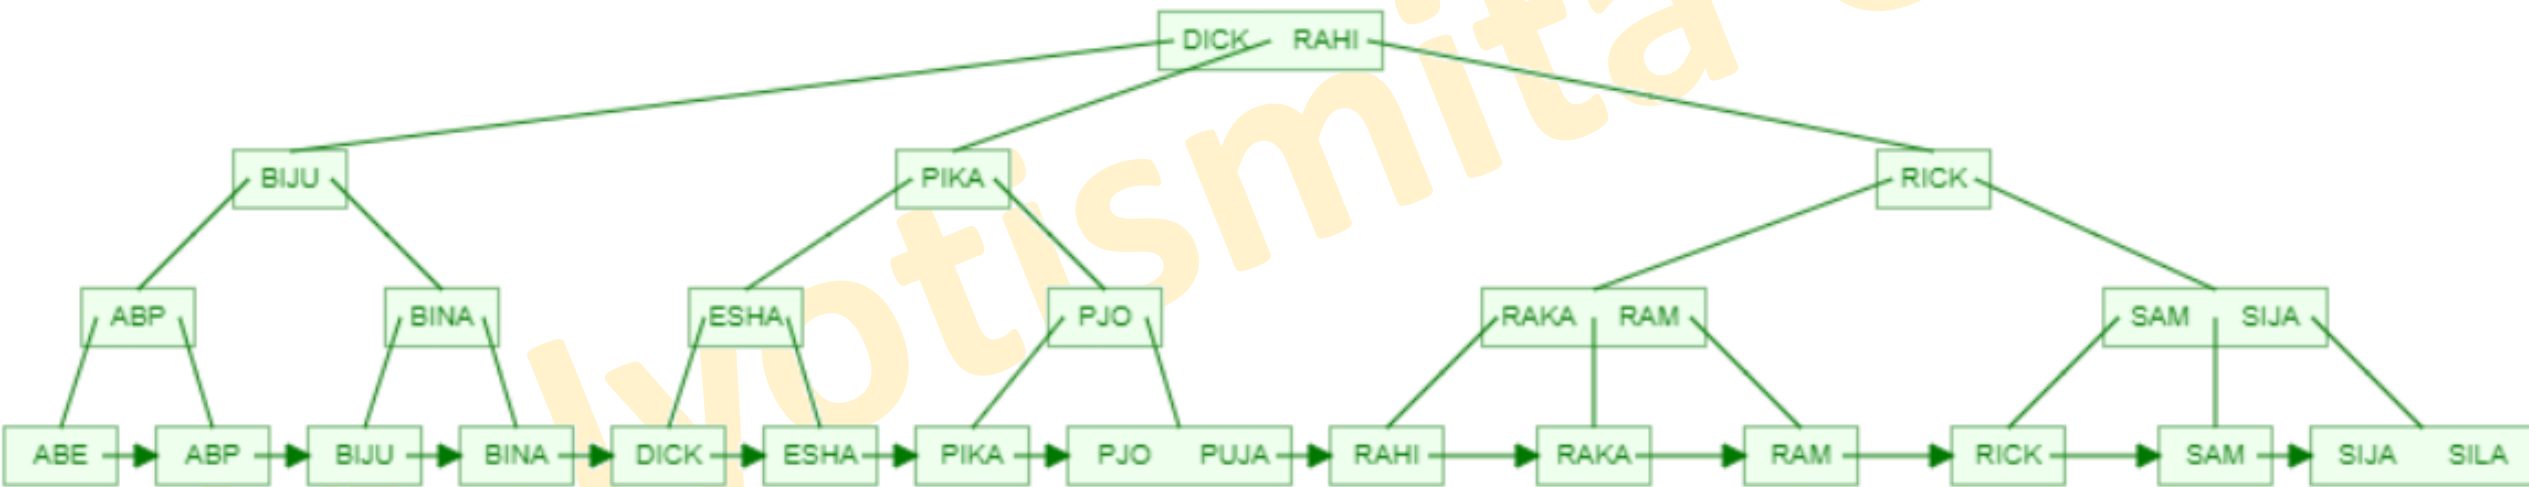 DICK RAHI
BIJU PIKA RICK
ABP BINA ESHA PJO RAKA RAM SAM SIJA
ABE ABP BIJU BINA DICK ESHA PIKA PJO PUJA RAHI RAKA RAM RICK SAM SIJA SILA
Jyotismita